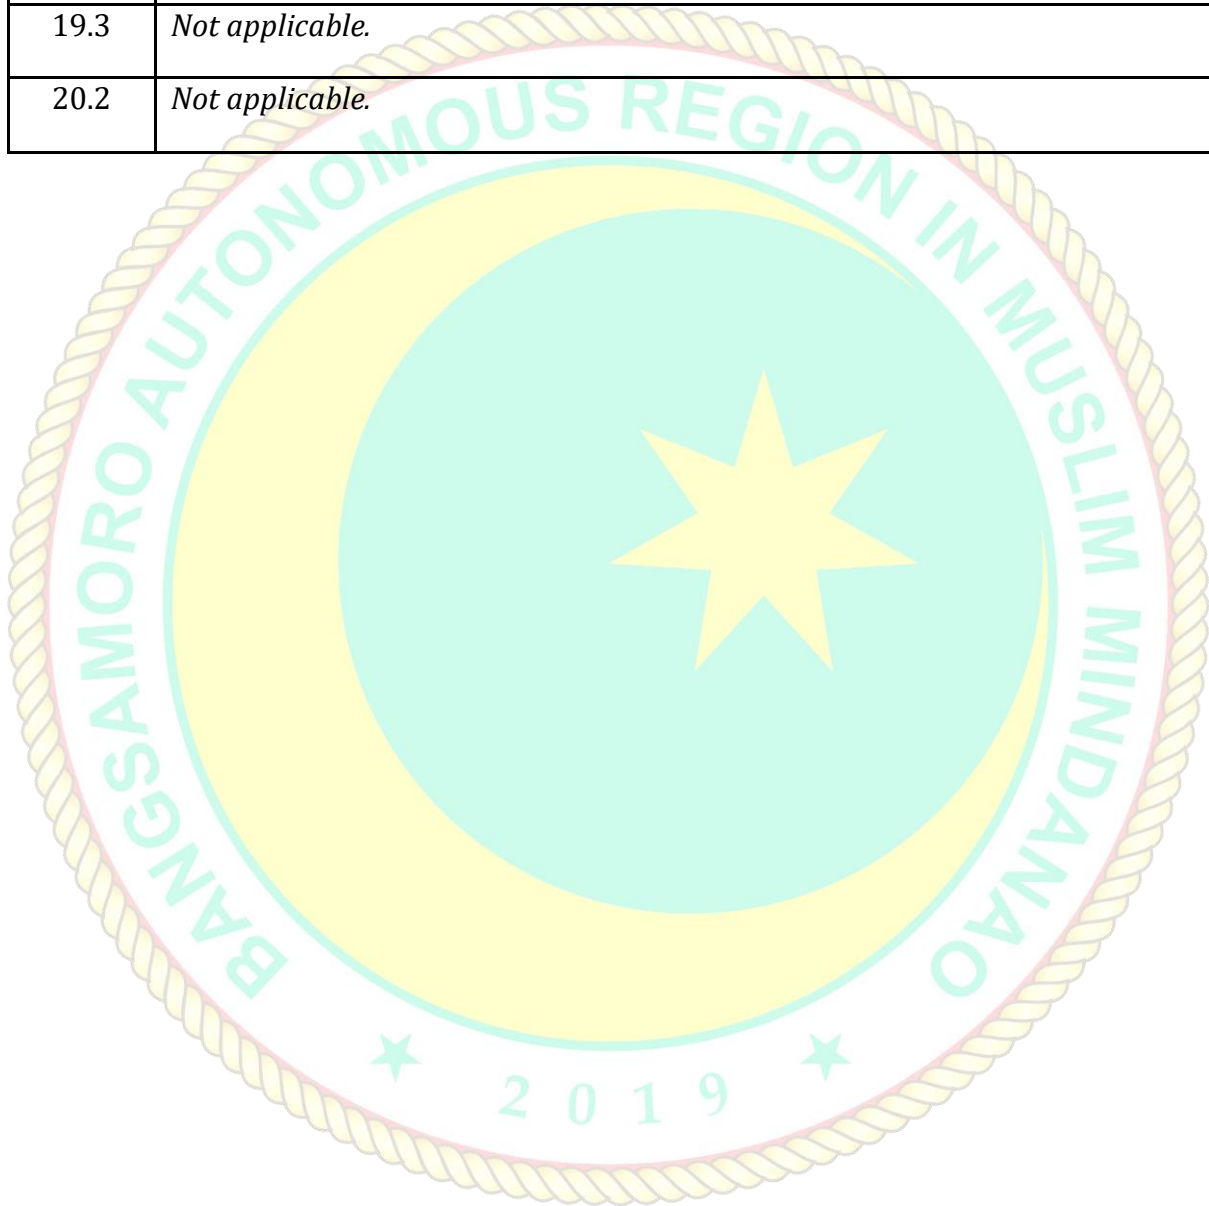 19.3 Not applicable.
20.2 Not applicable.
BANGSAMORO AUTONOMOUS REGION IN MUSLIM MINDANAO
2019